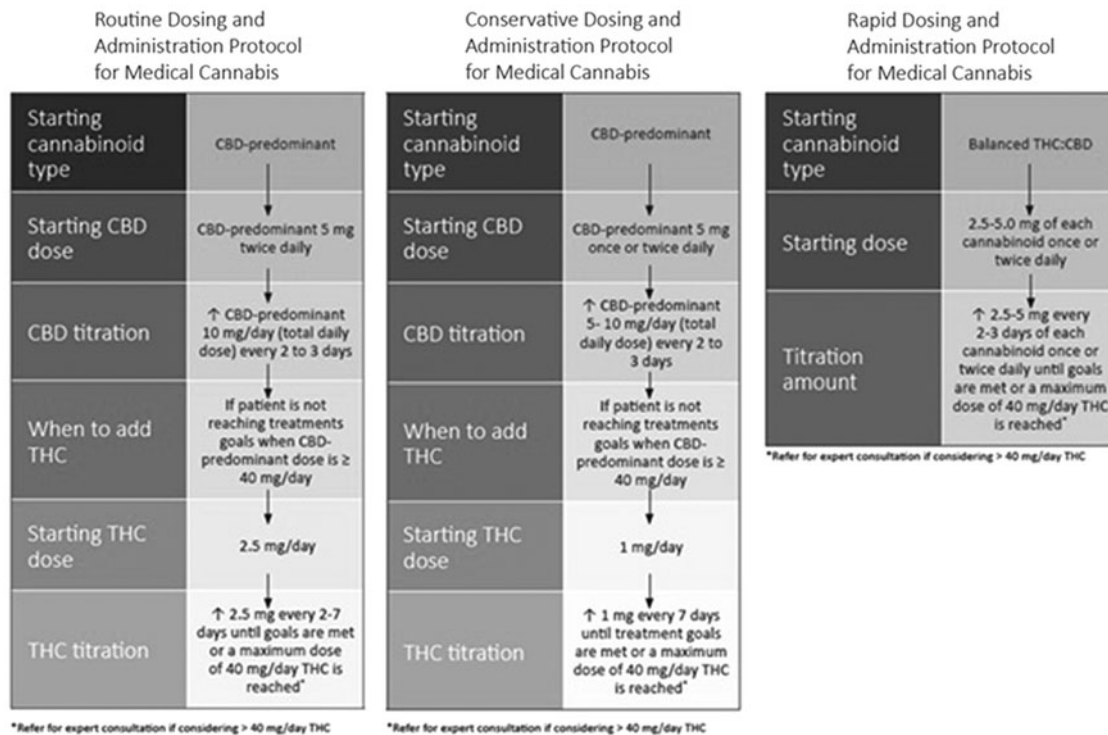 Routine Dosing and
Administration Protocol
for Medical Cannabis
Starting
cannabinoid
type
CBD-predominant
Starting CBD
dose
CBD-predominant 5 mg
twice daily
CBD titration
↑ CBD-predominant
10 mg/day (total daily
dose) every 2 to 3 days
When to add
THC
If patient is not
reaching treatments
goals when CBD-
predominant dose is ≥
40 mg/day
Starting THC
dose
2.5 mg/day
THC titration
↑ 2.5 mg every 2-7
days until goals are met
or a maximum dose
of 40 mg/day THC is
reached*
*Refer for expert consultation if considering > 40 mg/day THC
Conservative Dosing and
Administration Protocol
for Medical Cannabis
Starting
cannabinoid
type
CBD-predominant
Starting CBD
dose
CBD-predominant 5 mg
once or twice daily
CBD titration
↑ CBD-predominant
5- 10 mg/day (total
daily dose) every 2 to
3 days
When to add
THC
If patient is not
reaching treatments
goals when CBD-
predominant dose is ≥
40 mg/day
Starting THC
dose
1 mg/day
THC titration
↑ 1 mg every 7 days
until treatment goals
are met or a maximum
dose of 40 mg/day THC
is reached*
*Refer for expert consultation if considering > 40 mg/day THC
Rapid Dosing and
Administration Protocol
for Medical Cannabis
Starting
cannabinoid
type
Balanced THC:CBD
Starting dose
2.5-5.0 mg of each
cannabinoid once or
twice daily
Titration
amount
↑ 2.5-5 mg every
2-3 days of each
cannabinoid once or
twice daily until goals
are met or a maximum
dose of 40 mg/day THC
is reached*
*Refer for expert consultation if considering > 40 mg/day THC